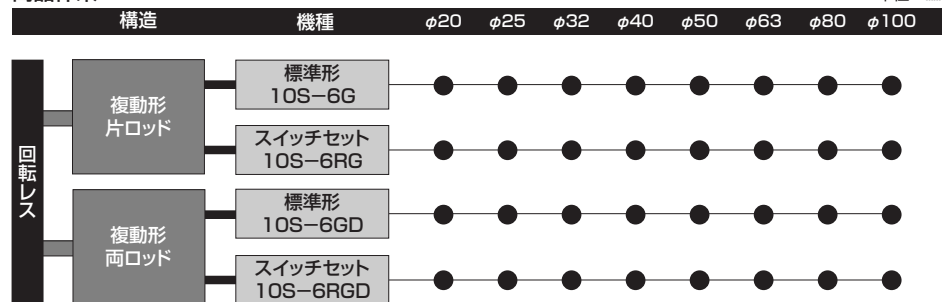 構造 機種 φ20 φ25 φ32 φ40 φ50 φ63 φ80 φ100
回転レス
複動形
片ロッド
標準形
10S−6G
スイッチセット
10S−6RG
複動形
両ロッド
標準形
10S−6GD
スイッチセット
10S−6RGD